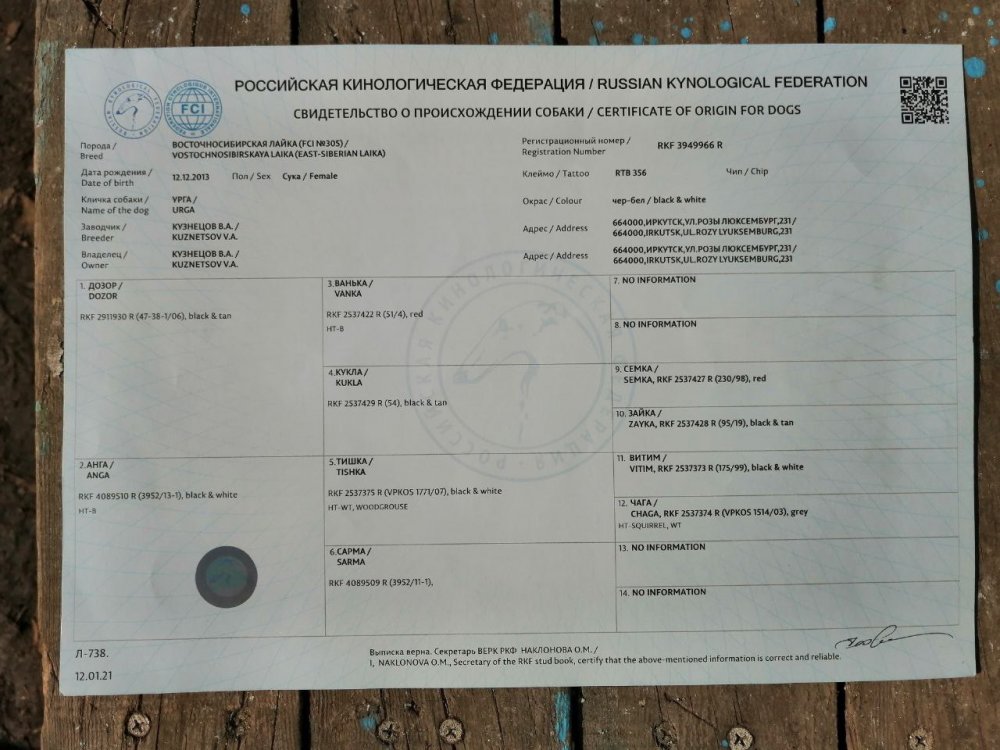 РОССИЙСКАЯ КИНОЛОГИЧЕСКАЯ ФЕДЕРАЦИЯ / RUSSIAN KYNOLOGICAL FEDERATION
FCI
СВИДЕТЕЛЬСТВО О ПРОИСХОЖДЕНИИ СОБАКИ / CERTIFICATE OF ORIGIN FOR DOGS
Порода /
Breed
ВОСТОЧНОСИБИРСКАЯ ЛАЙКА (FCI №305) /
VOSTOCHNOSIBIRSKAYA LAIKA (EAST-SIBERIAN LAIKA)
Регистрационный номер /
Registration Number
RKF 3949966 R
Дата рождения /
Date of birth
12.12.2013
Пол / Sex
Сука / Female
Клеймо / Tattoo
RTB 356
Чип / Chip
Кличка собаки /
Name of the dog
УРГА /
URGA
Окрас / Colour
чер-бел / black & white
Заводчик /
Breeder
КУЗНЕЦОВ В.А. /
KUZNETSOV V.A.
Адрес / Address
664000,ИРКУТСК,УЛ.РОЗЫ ЛЮКСЕМБУРГ,231 /
664000,IRKUTSK,UL.ROZY LYUKSEMBURG,231
Владелец /
Owner
КУЗНЕЦОВ В.А. /
KUZNETSOV V.A.
Адрес / Address
664000,ИРКУТСК,УЛ.РОЗЫ ЛЮКСЕМБУРГ,231 /
664000,IRKUTSK,UL.ROZY LYUKSEMBURG,231
1. ДОЗОР /
DOZOR
RKF 2911930 R (47-38-1/06), black & tan
2. АНГА /
ANGA
RKF 4089510 R (3952/13-1), black & white
HT-B
3.ВАНЬКА /
VANKA
RKF 2537422 R (51/4), red
HT-B
4.КУКЛА /
KUKLA
RKF 2537429 R (54), black & tan
5.ТИШКА /
TISHKA
RKF 2537375 R (VPKOS 1771/07), black & white
HT-WT, WOODGROUSE
6.САРМА /
SARMA
RKF 4089509 R (3952/11-1),
7. NO INFORMATION
8. NO INFORMATION
9. СЕМКА /
SEMKA, RKF 2537427 R (230/98), red
10. ЗАЙКА /
ZAYKA, RKF 2537428 R (95/19), black & tan
11. ВИТИМ /
VITIM, RKF 2537373 R (175/99), black & white
12. ЧАГА /
CHAGA, RKF 2537374 R (VPKOS 1514/03), grey
HT-SQUIRREL, WT
13. NO INFORMATION
14. NO INFORMATION
Л-738.
12.01.21
Выписка верна. Секретарь ВЕРК РКФ НАКЛОНОВА О.М. /
I, NAKLONOVA O.M., Secretary of the RKF stud book, certify that the above-mentioned information is correct and reliable.